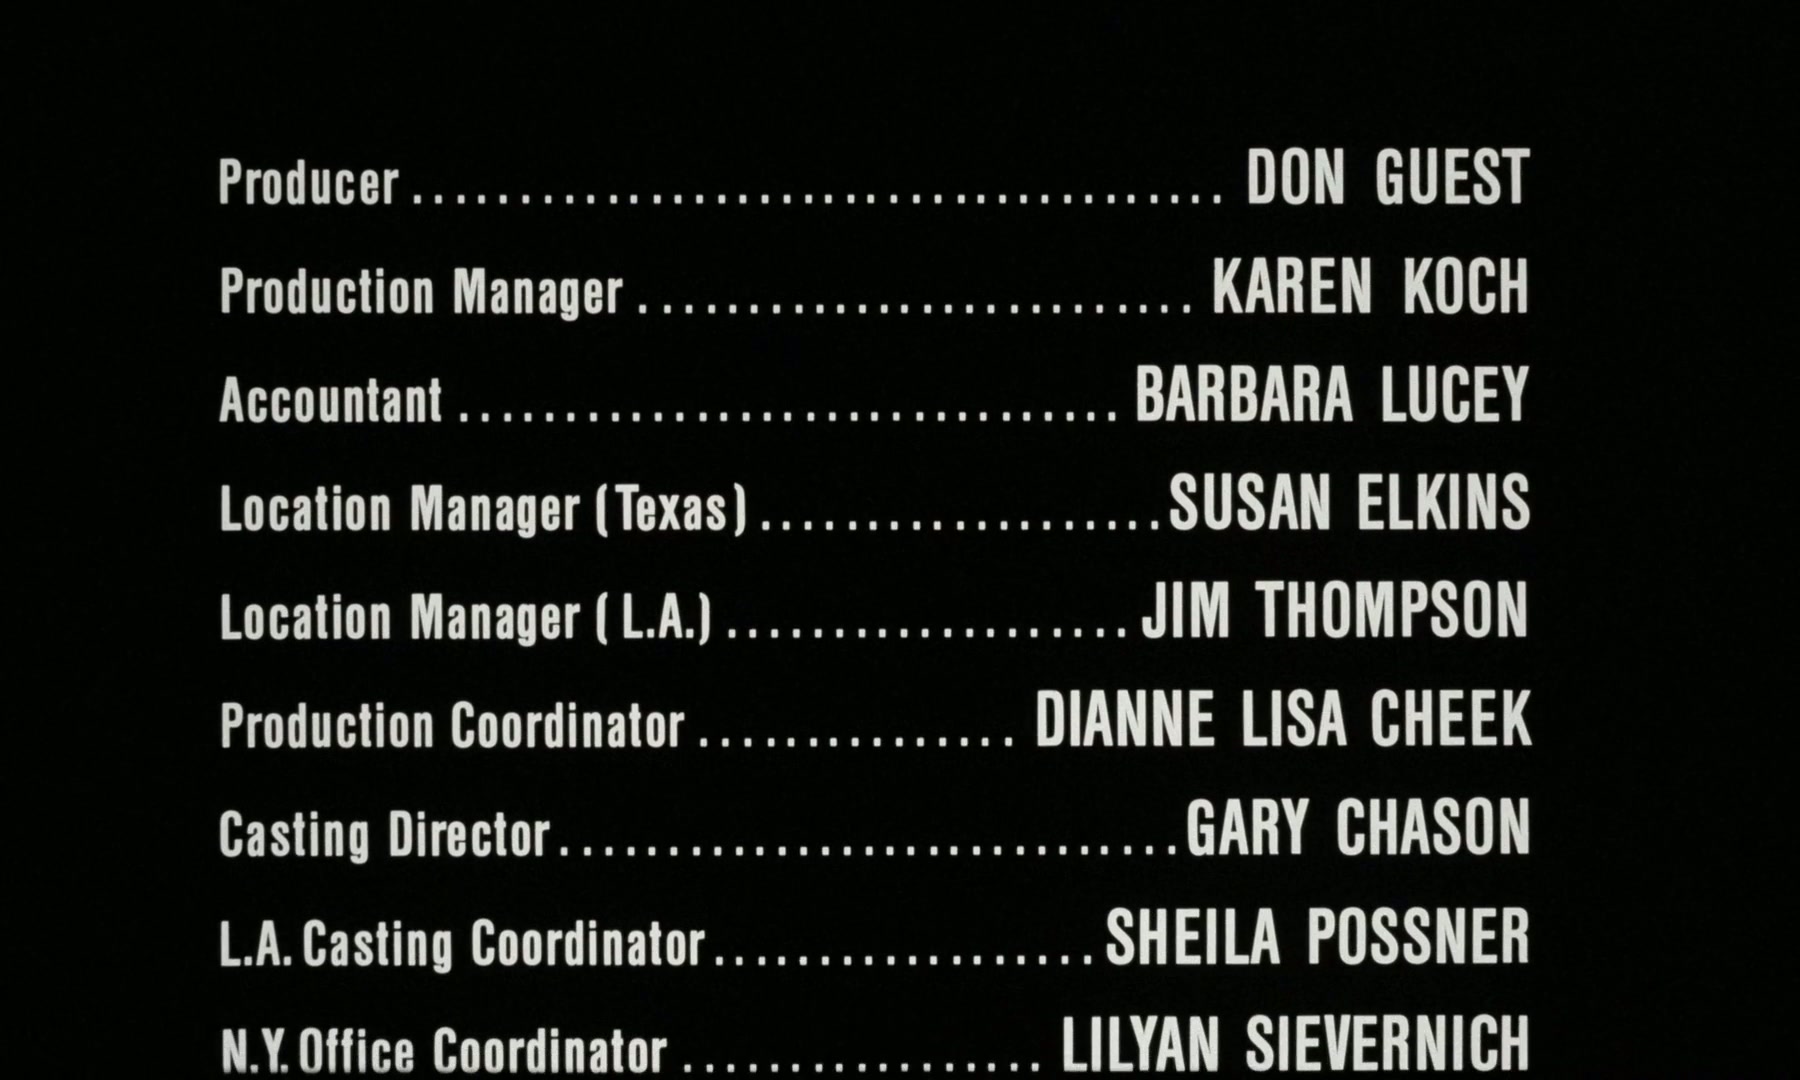 Producer ........................................ DON GUEST
Production Manager ........................... KAREN KOCH
Accountant ................................ BARBARA LUCEY
Location Manager (Texas) ................... SUSAN ELKINS
Location Manager ( L.A.) ................... JIM THOMPSON
Production Coordinator ............... DIANNE LISA CHEEK
Casting Director ............................. GARY CHASON
L.A. Casting Coordinator .................. SHEILA POSSNER
N.Y. Office Coordinator ................. LILYAN SIEVERNICH